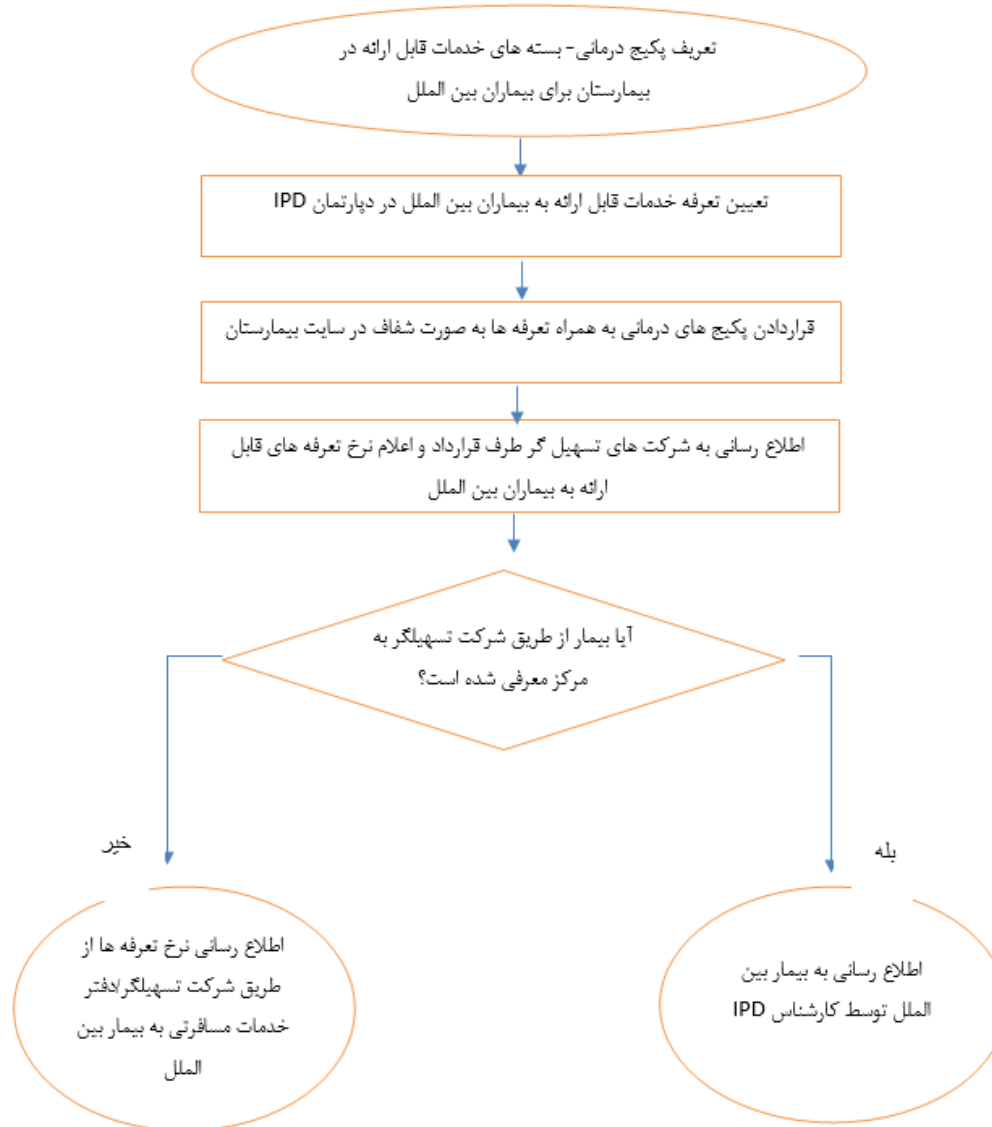 تعریف پکیج درمانی- بسته های خدمات قابل ارائه در
بیمارستان برای بیماران بین الملل
تعیین تعرفه خدمات قابل ارائه به بیماران بین الملل در دپارتمان IPD
قراردادن پکیج های درمانی به همراه تعرفه ها به صورت شفاف در سایت بیمارستان
اطلاع رسانی به شرکت های تسهیل گر طرف قرارداد و اعلام نرخ تعرفه های قابل
ارائه به بیماران بین الملل
آیا بیمار از طریق شرکت تسهیلگر به
مرکز معرفی شده است؟
بله
خیر
اطلاع رسانی به بیمار بین
الملل توسط کارشناس IPD
اطلاع رسانی نرخ تعرفه ها از
طریق شرکت تسهیلگر/دفتر
خدمات مسافرتی به بیمار بین
الملل